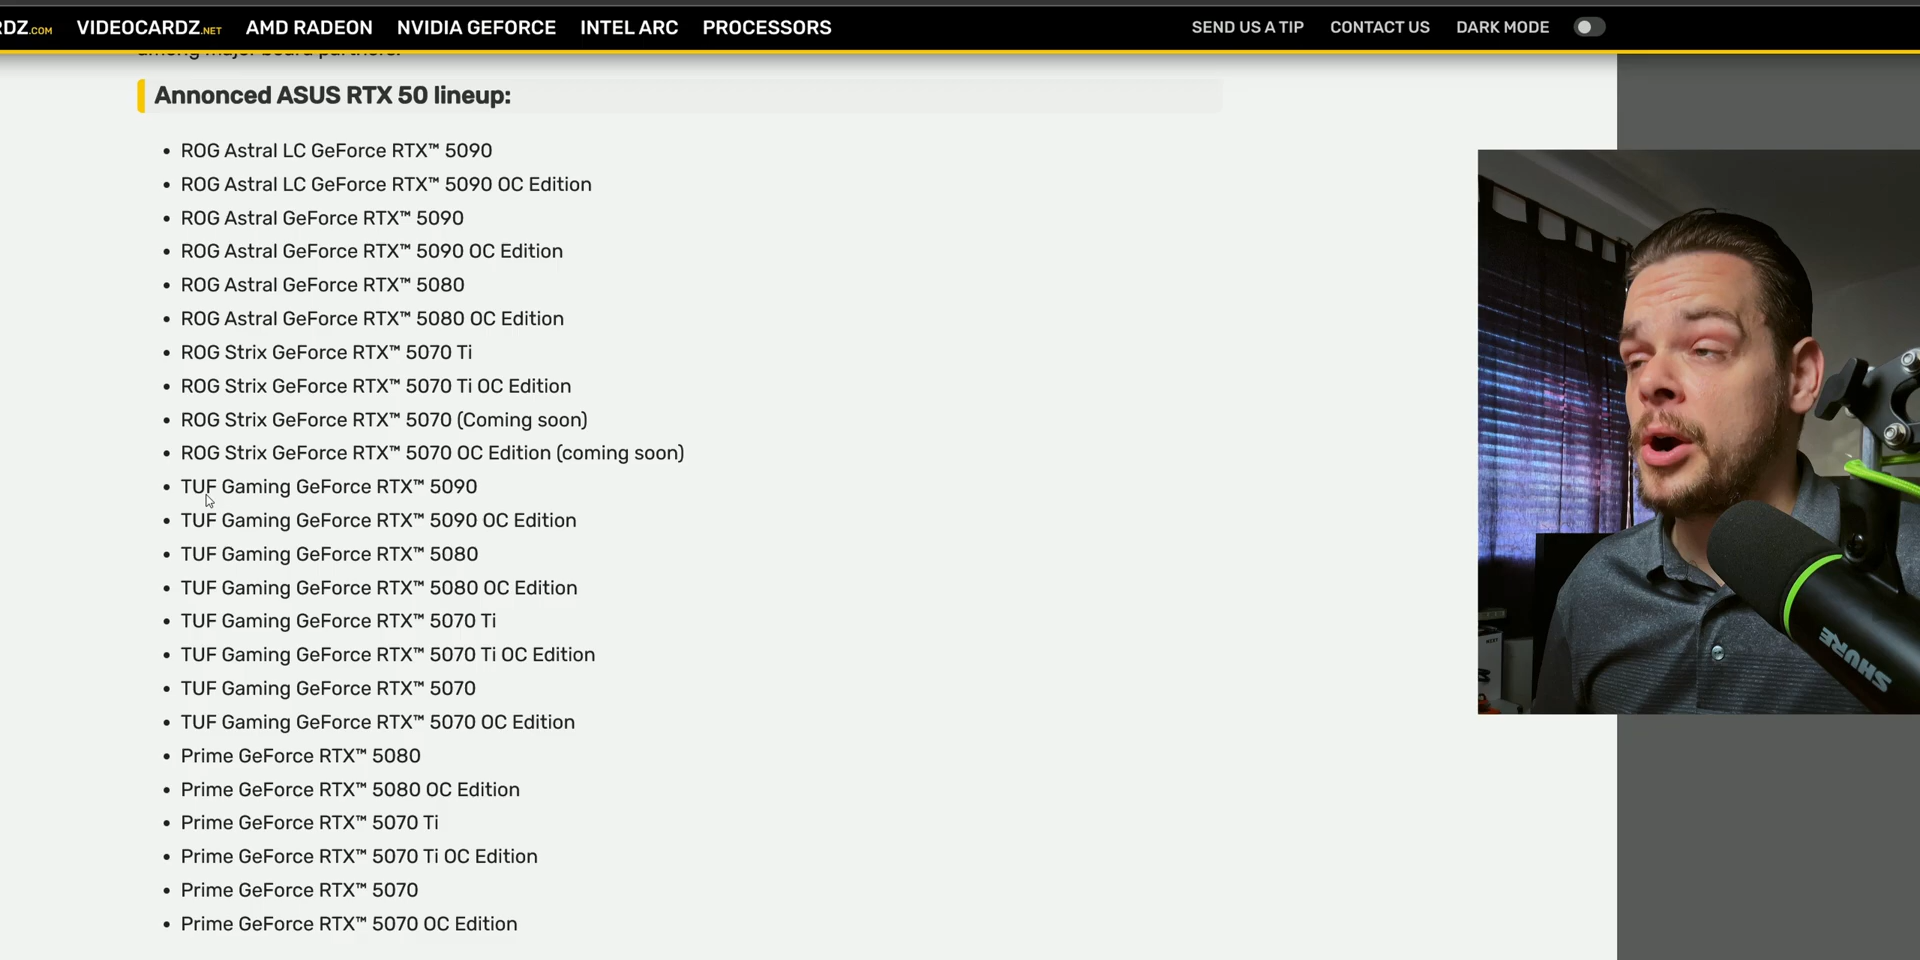 RDZ.COM VIDEOCARDZ.NET AMD RADEON NVIDIA GEFORCE INTEL ARC PROCESSORS SEND US A TIP CONTACT US DARK MODE
among major board partners.
Annonced ASUS RTX 50 lineup:
• ROG Astral LC GeForce RTX™ 5090
• ROG Astral LC GeForce RTX™ 5090 OC Edition
• ROG Astral GeForce RTX™ 5090
• ROG Astral GeForce RTX™ 5090 OC Edition
• ROG Astral GeForce RTX™ 5080
• ROG Astral GeForce RTX™ 5080 OC Edition
• ROG Strix GeForce RTX™ 5070 Ti
• ROG Strix GeForce RTX™ 5070 Ti OC Edition
• ROG Strix GeForce RTX™ 5070 (Coming soon)
• ROG Strix GeForce RTX™ 5070 OC Edition (coming soon)
• TUF Gaming GeForce RTX™ 5090
• TUF Gaming GeForce RTX™ 5090 OC Edition
• TUF Gaming GeForce RTX™ 5080
• TUF Gaming GeForce RTX™ 5080 OC Edition
• TUF Gaming GeForce RTX™ 5070 Ti
• TUF Gaming GeForce RTX™ 5070 Ti OC Edition
• TUF Gaming GeForce RTX™ 5070
• TUF Gaming GeForce RTX™ 5070 OC Edition
• Prime GeForce RTX™ 5080
• Prime GeForce RTX™ 5080 OC Edition
• Prime GeForce RTX™ 5070 Ti
• Prime GeForce RTX™ 5070 Ti OC Edition
• Prime GeForce RTX™ 5070
• Prime GeForce RTX™ 5070 OC Edition
SHURE